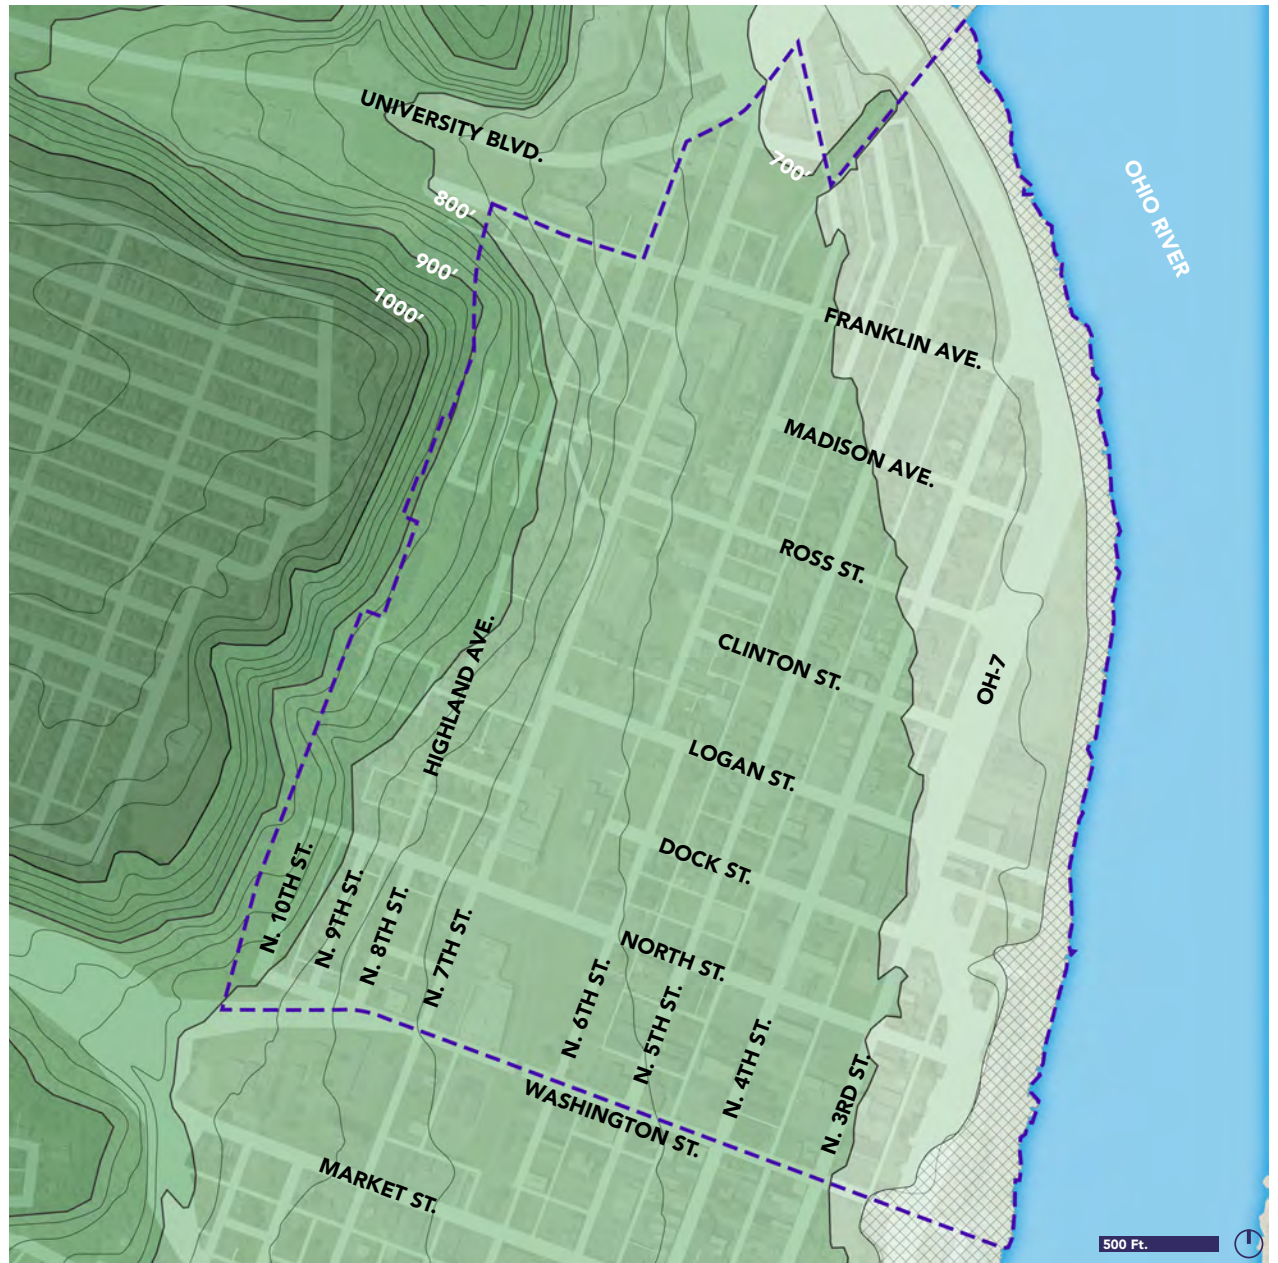 UNIVERSITY BLVD.
700′
OHIO RIVER
800′
900′
1000′
FRANKLIN AVE.
MADISON AVE.
ROSS ST.
CLINTON ST.
HIGHLAND AVE.
OH-7
LOGAN ST.
DOCK ST.
N. 10TH ST.
N. 9TH ST.
N. 8TH ST.
N. 7TH ST.
NORTH ST.
N. 6TH ST.
N. 5TH ST.
N. 4TH ST.
N. 3RD ST.
WASHINGTON ST.
MARKET ST.
500 Ft.